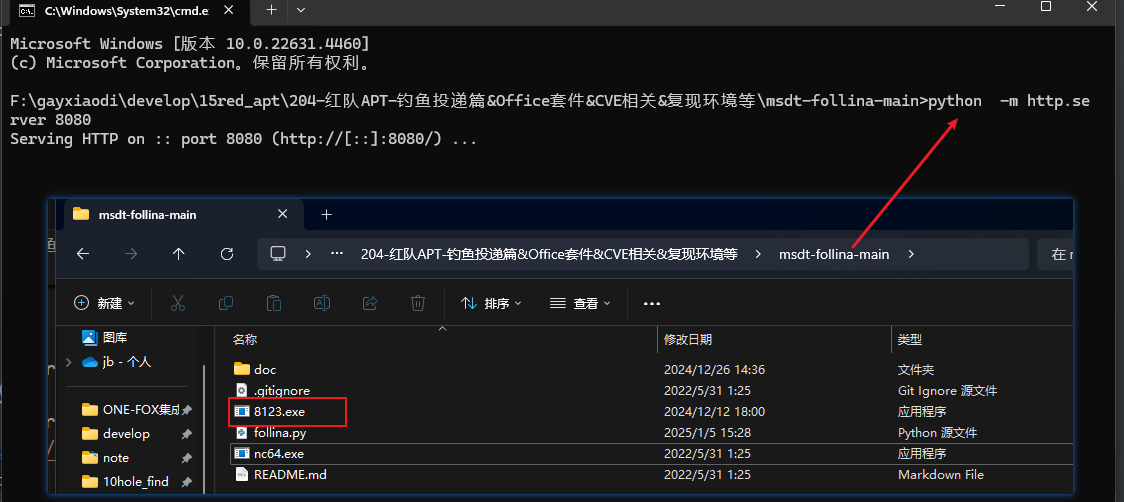 C:\Windows\System32\cmd.e
Microsoft Windows [版本 10.0.22631.4460]
(c) Microsoft Corporation。保留所有权利。
F:\gayxiaodi\develop\15red_apt\204-红队APT-钓鱼投递篇&Office套件&CVE相关&复现环境等\msdt-follina-main>python  -m http.se
rver 8080
Serving HTTP on :: port 8080 (http://[::]:8080/) ...
msdt-follina-main
… 204-红队APT-钓鱼投递篇&Office套件&CVE相关&复现环境等 > msdt-follina-main >
在
新建
排序
查看
图库
jb - 个人
ONE-FOX集成
develop
note
10hole_find
名称 修改日期 类型
doc 2024/12/26 14:36 文件夹
.gitignore 2022/5/31 1:25 Git Ignore 源文件
8123.exe 2024/12/12 18:00 应用程序
follina.py 2025/1/5 15:28 Python 源文件
nc64.exe 2022/5/31 1:25 应用程序
README.md 2022/5/31 1:25 Markdown File